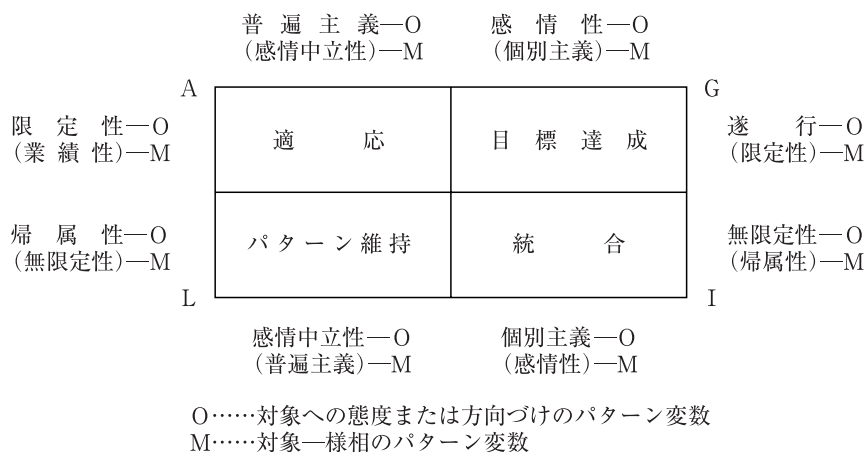 普遍主義―O 感情性―O
(感情中立性)―M (個別主義)―M
A G
限定性―O 適応 目標達成 遂行―O
(業績性)―M (限定性)―M
帰属性―O パターン維持 統合 無限定性―O
(無限定性)―M (帰属性)―M
L I
感情中立性―O 個別主義―O
(普遍主義)―M (感情性)―M
O……対象への態度または方向づけのパターン変数
M……対象―様相のパターン変数